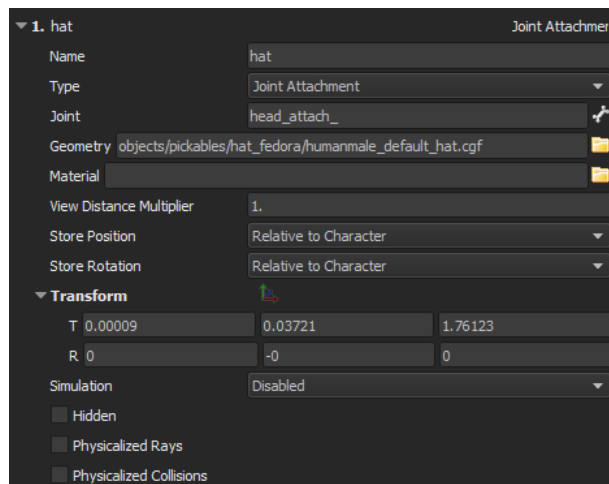 1. hat Joint Attachmen
Name hat
Type Joint Attachment
Joint head_attach_
Geometry objects/pickables/hat_fedora/humanmale_default_hat.cgf
Material
View Distance Multiplier 1.
Store Position Relative to Character
Store Rotation Relative to Character
Transform
T 0.00009 0.03721 1.76123
R 0 -0 0
Simulation Disabled
Hidden
Physicalized Rays
Physicalized Collisions